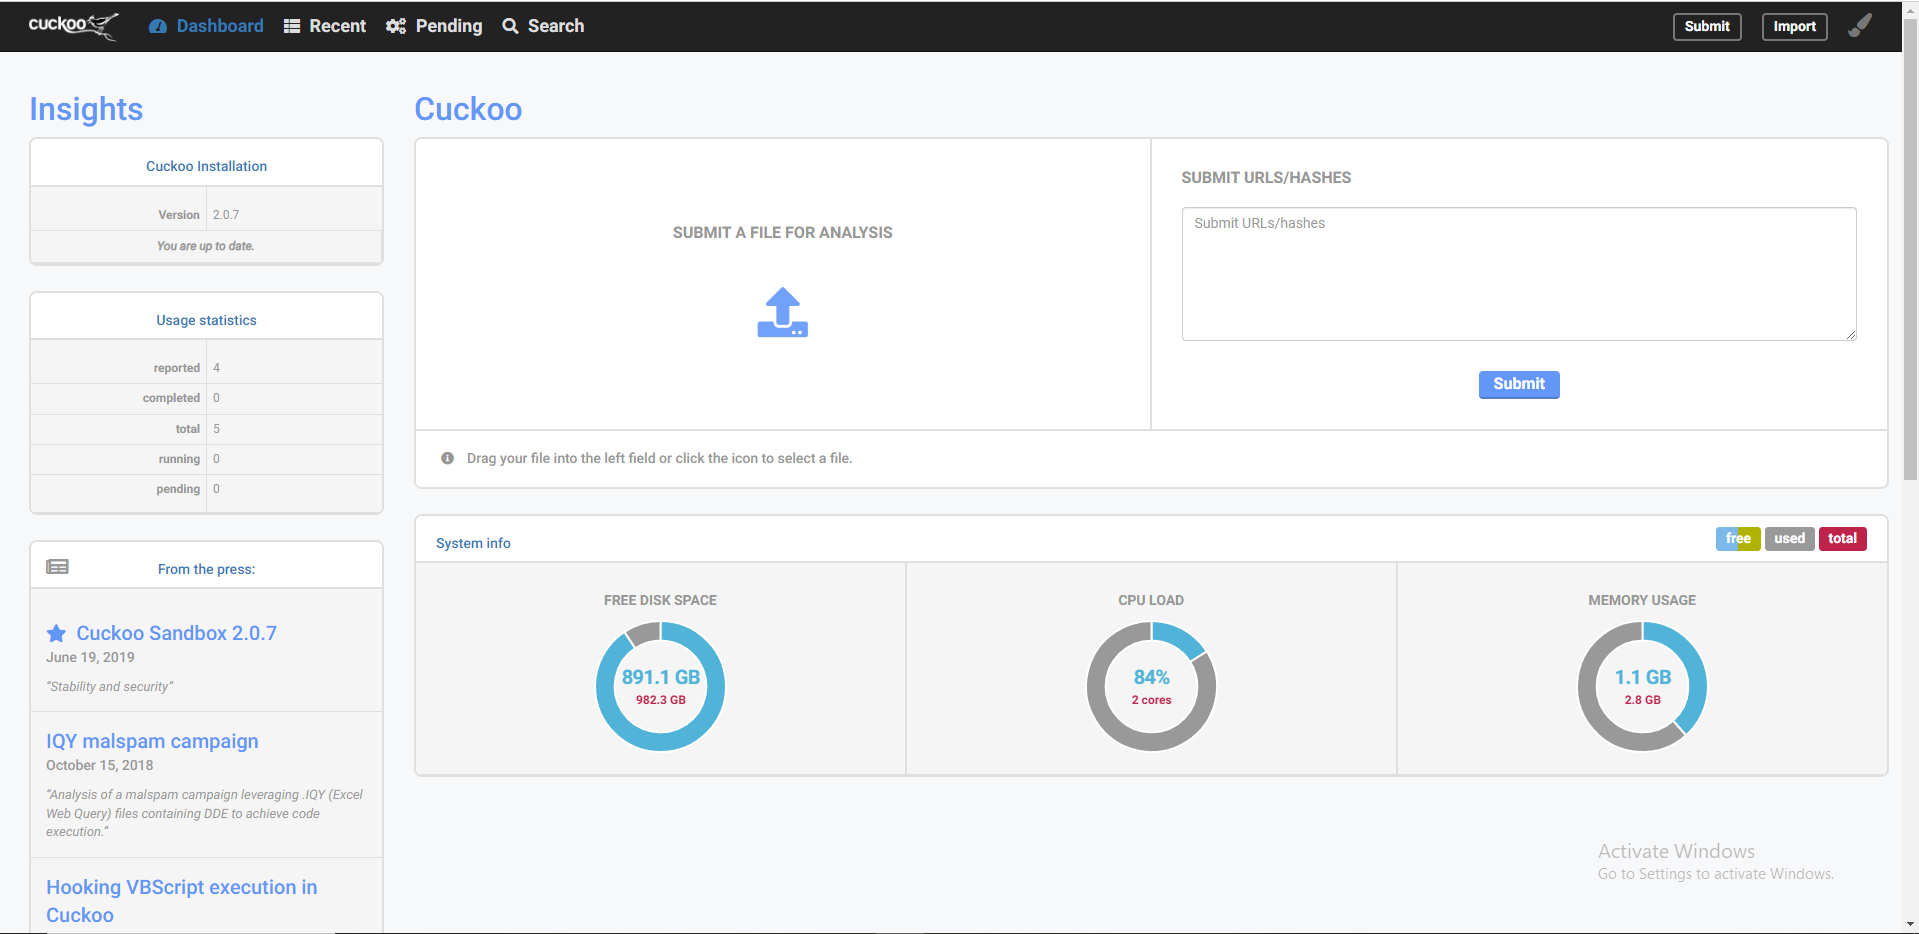 cuckoo Dashboard Recent Pending Search Submit Import
Insights
Cuckoo Installation
Version 2.0.7
You are up to date.
Usage statistics
reported 4
completed 0
total 5
running 0
pending 0
From the press:
Cuckoo Sandbox 2.0.7
June 19, 2019
“Stability and security”
IQY malspam campaign
October 15, 2018
“Analysis of a malspam campaign leveraging .IQY (Excel
Web Query) files containing DDE to achieve code
execution.”
Hooking VBScript execution in
Cuckoo
Cuckoo
SUBMIT A FILE FOR ANALYSIS
SUBMIT URLS/HASHES
Submit URLs/hashes
Submit
Drag your file into the left field or click the icon to select a file.
System info
free used total
FREE DISK SPACE
891.1 GB
982.3 GB
CPU LOAD
84%
2 cores
MEMORY USAGE
1.1 GB
2.8 GB
Activate Windows
Go to Settings to activate Windows.